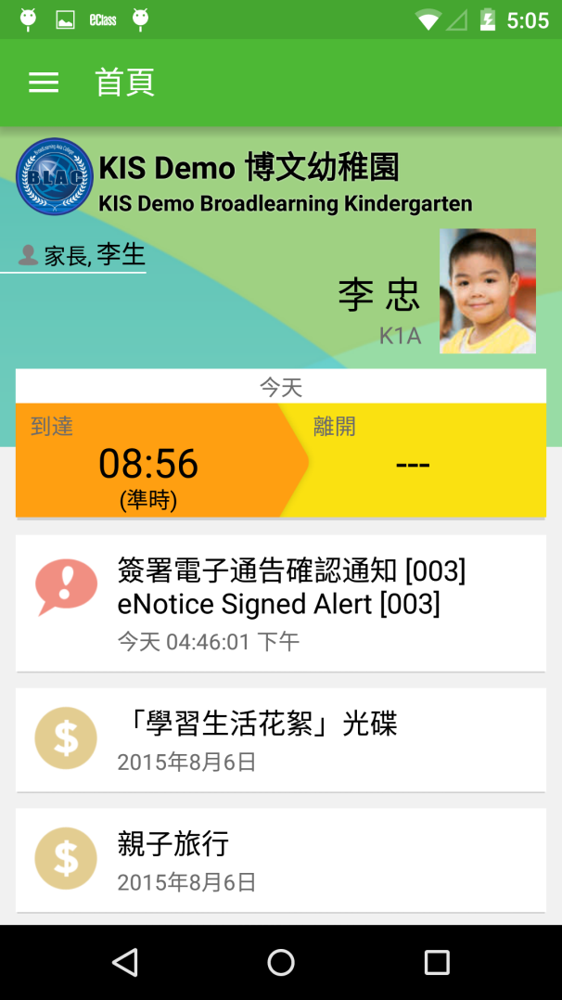 eClass
5:05
首頁
BLAC
KIS Demo 博文幼稚園
KIS Demo Broadlearning Kindergarten
家長, 李生
李 忠
K1A
今天
到達
離開
08:56
---
(準時)
簽署電子通告確認通知 [003]
eNotice Signed Alert [003]
今天 04:46:01 下午
「學習生活花絮」光碟
2015年8月6日
親子旅行
2015年8月6日